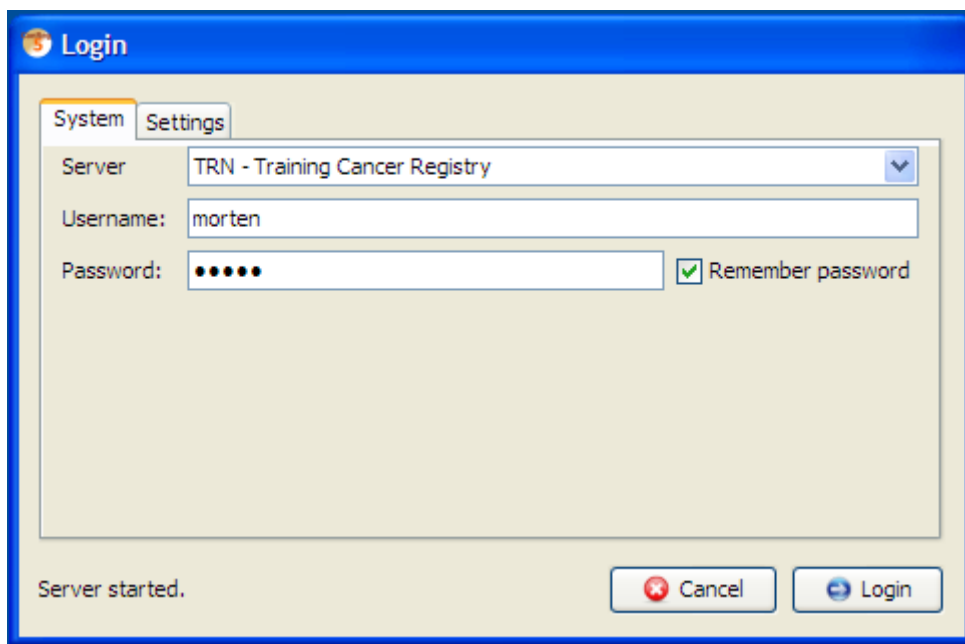 Login
System Settings
Server TRN - Training Cancer Registry
Username: morten
Password: ●●●●● Remember password
Server started. Cancel Login